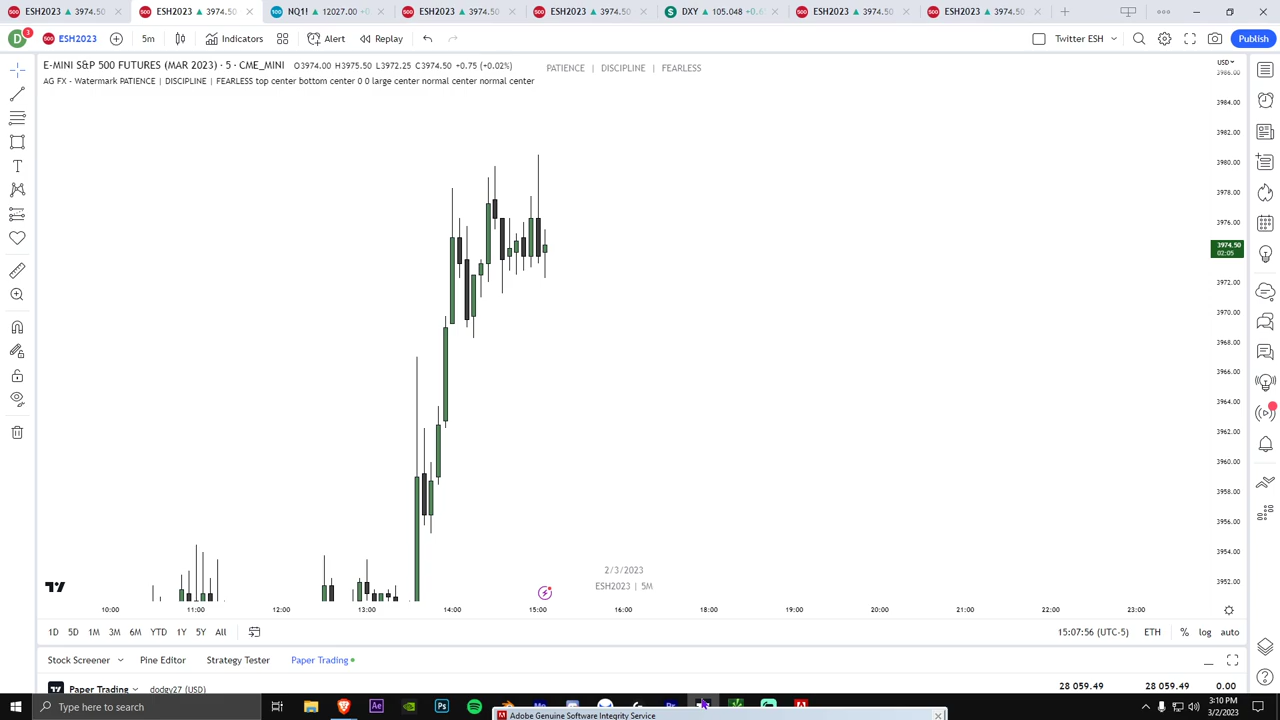 ESH2023 ▲ 3974.50
ESH2023 ▲ 3974.50
NQ1! ▲ 12027.00 +0
ESH2023 ▲ 3974.50
ESH2023 ▲ 3974.50
DXY ▲ 105.048 +0.6
ESH2023 ▲ 3974.50
ESH2023 ▲ 3974.50
D 3 ESH2023 5m Indicators Alert Replay Twitter ESH Publish
E-MINI S&P 500 FUTURES (MAR 2023) · 5 · CME_MINI O3974.00 H3975.50 L3972.25 C3974.50 +0.75 (+0.02%)
PATIENCE | DISCIPLINE | FEARLESS
AG FX - Watermark PATIENCE | DISCIPLINE | FEARLESS top center bottom center 0 0 large center normal center normal center
USD
3986.00
3984.00
3982.00
3980.00
3978.00
3976.00
3974.50
02:05
3972.00
3970.00
3968.00
3966.00
3964.00
3962.00
3960.00
3958.00
3956.00
3954.00
3952.00
2/3/2023
ESH2023 | 5M
10:00 11:00 12:00 13:00 14:00 15:00 16:00 17:00 18:00 19:00 20:00 21:00 22:00 23:00
1D 5D 1M 3M 6M YTD 1Y 5Y All 15:07:56 (UTC-5) ETH % log auto
Stock Screener Pine Editor Strategy Tester Paper Trading
Paper Trading dodgy27 (USD) 28 059.49 28 059.49 0.00
Type here to search
Adobe Genuine Software Integrity Service
3:10 PM
3/2/2023